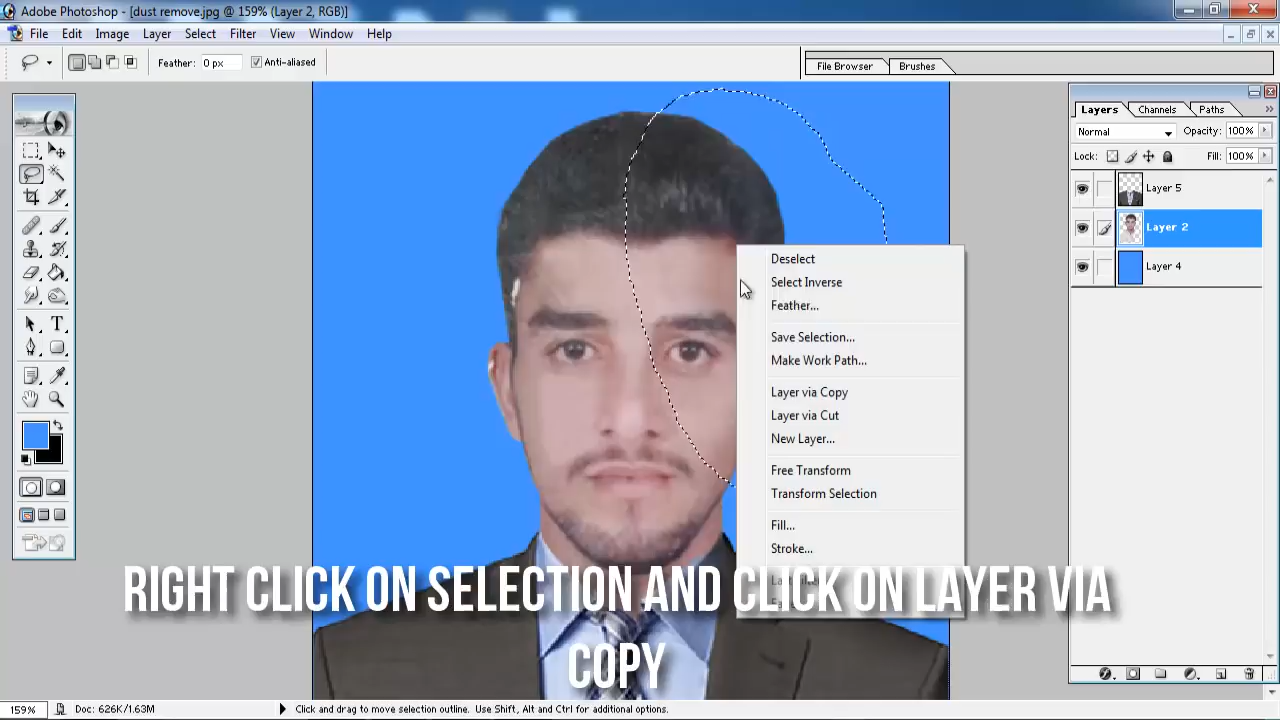 Adobe Photoshop - [dust remove.jpg @ 159% (Layer 2, RGB)]
File Edit Image Layer Select Filter View Window Help
Feather: 0 px Anti-aliased
File Browser Brushes
Layers Channels Paths
Normal Opacity: 100%
Lock: Fill: 100%
Layer 5
Layer 2
Layer 4
Deselect
Select Inverse
Feather...
Save Selection...
Make Work Path...
Layer via Copy
Layer via Cut
New Layer...
Free Transform
Transform Selection
Fill...
Stroke...
RIGHT CLICK ON SELECTION AND CLICK ON LAYER VIA
COPY
159% Doc: 626K/1.63M Click and drag to move selection outline. Use Shift, Alt and Ctrl for additional options.